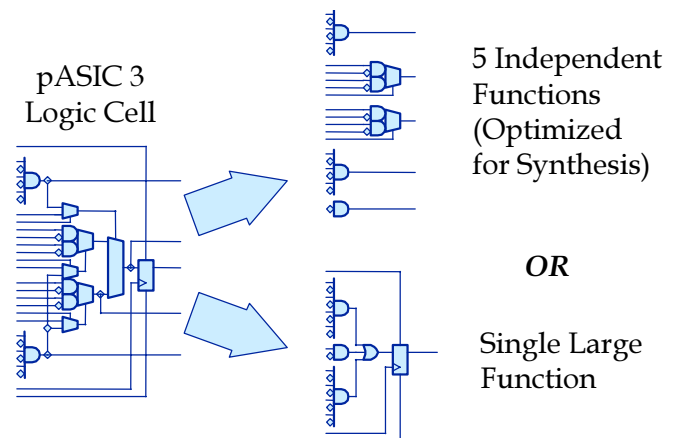 pASIC 3
Logic Cell
5 Independent
Functions
(Optimized
for Synthesis)
OR
Single Large
Function